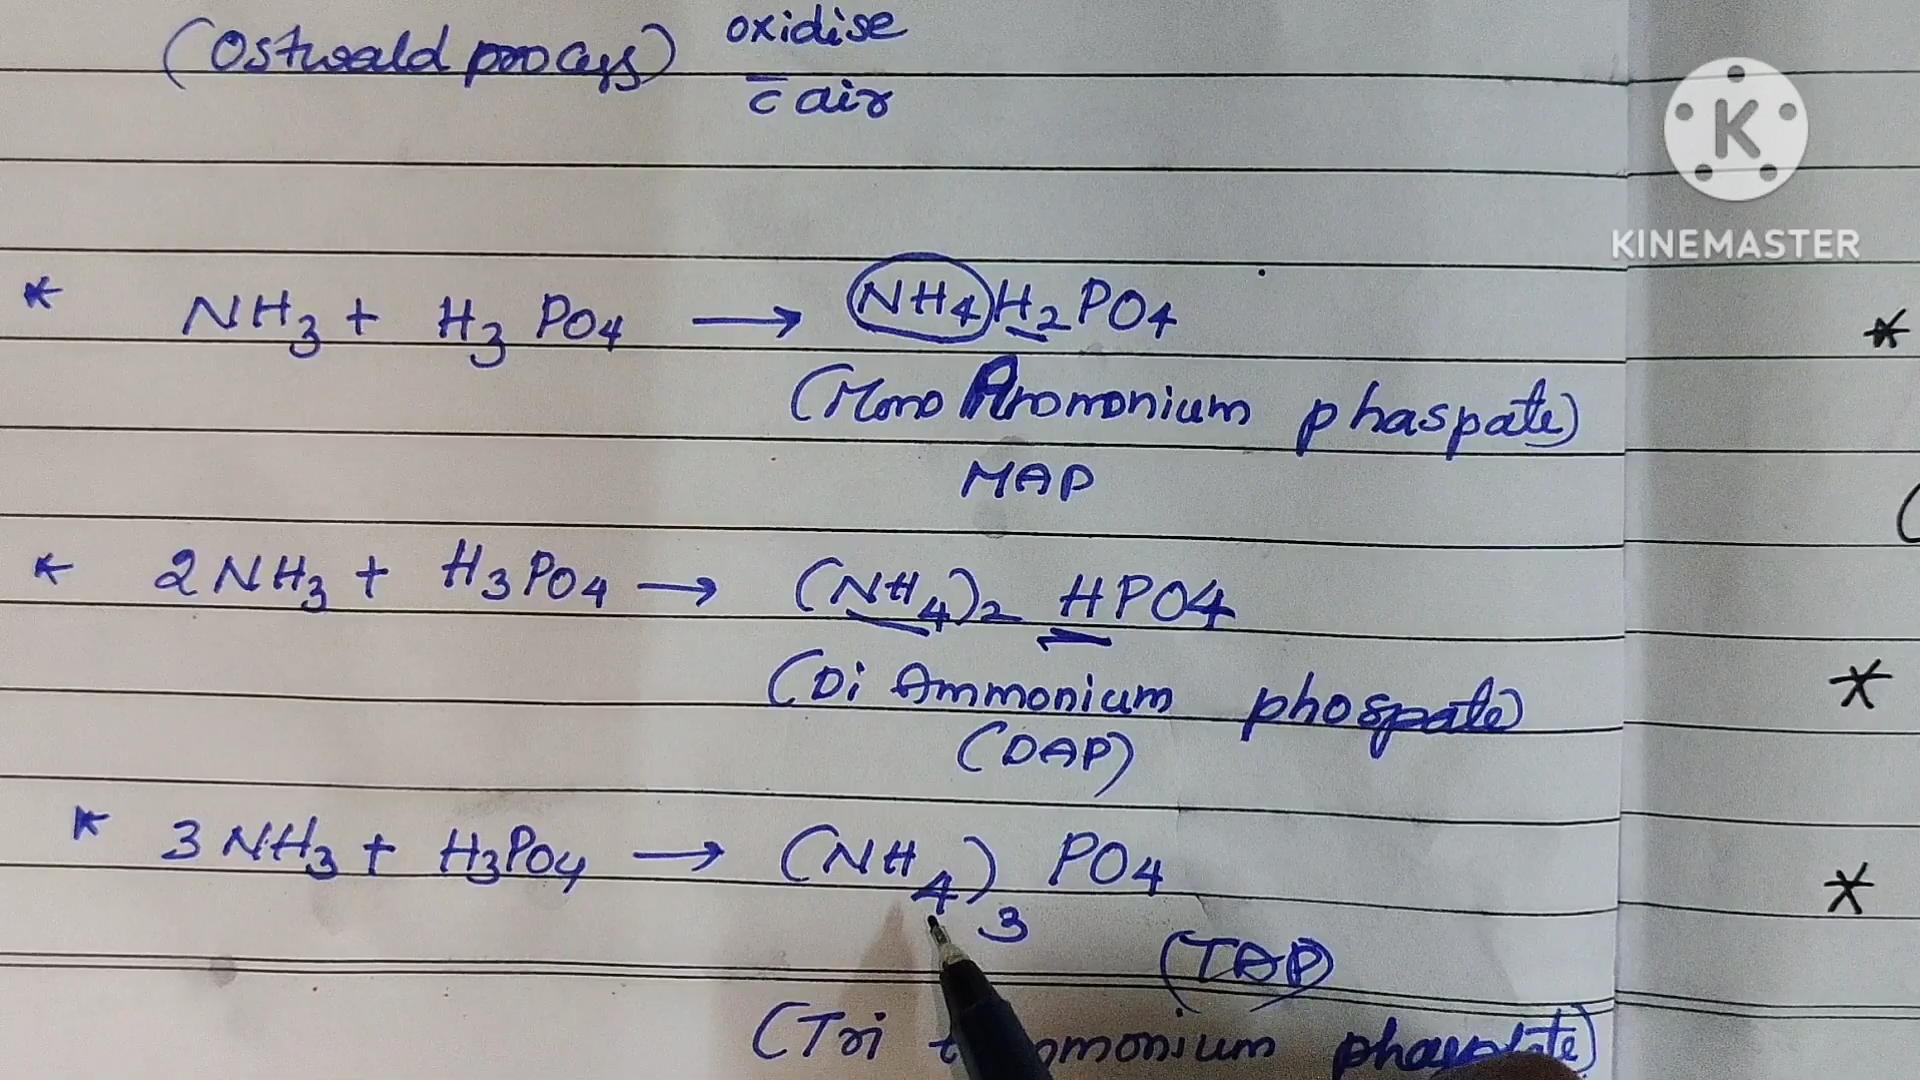 (Ostwald process) oxidise
c̄ air
K
KINEMASTER
* NH3 + H3PO4 → NH4H2PO4 *
(Mono Ammonium phaspate)
MAP
* 2NH3 + H3PO4 → (NH4)2 HPO4
(Di Ammonium phospate) *
(DAP)
* 3NH3 + H3PO4 → (NH4)3 PO4 *
(TAP)
(Tri